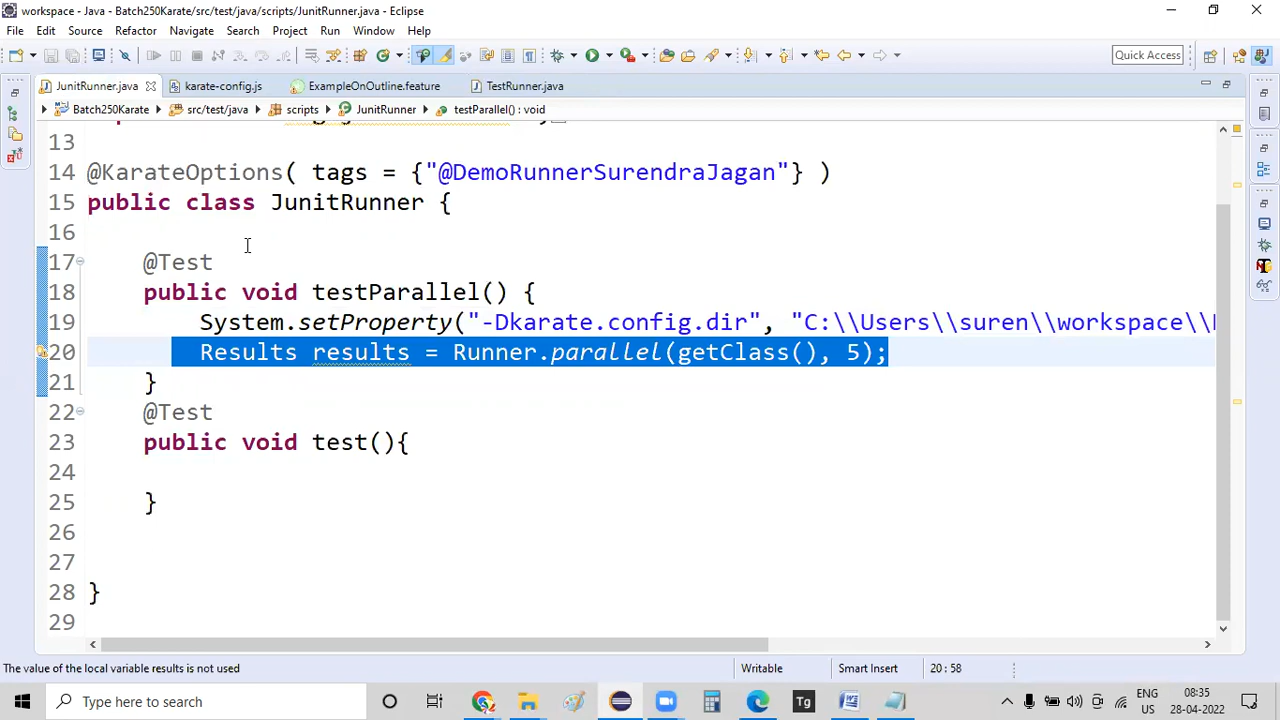 workspace - Java - Batch250Karate/src/test/java/scripts/JunitRunner.java - Eclipse
File Edit Source Refactor Navigate Search Project Run Window Help
Quick Access
JunitRunner.java karate-config.js ExampleOnOutline.feature TestRunner.java
Batch250Karate src/test/java scripts JunitRunner testParallel() : void
13
14 @KarateOptions( tags = {"@DemoRunnerSurendraJagan"} )
15 public class JunitRunner {
16
17 @Test
18 public void testParallel() {
19 System.setProperty("-Dkarate.config.dir", "C:\\Users\\suren\\workspace\\
20 Results results = Runner.parallel(getClass(), 5);
21 }
22 @Test
23 public void test(){
24
25 }
26
27
28 }
29
The value of the local variable results is not used Writable Smart Insert 20 : 58
Type here to search
Tg
ENG
US
08:35
28-04-2022